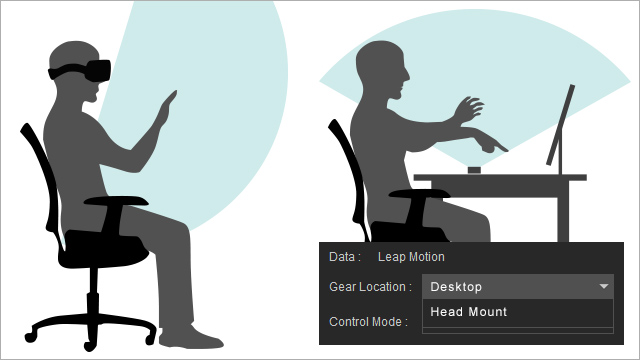 Data : Leap Motion
Gear Location : Desktop
Head Mount
Control Mode :